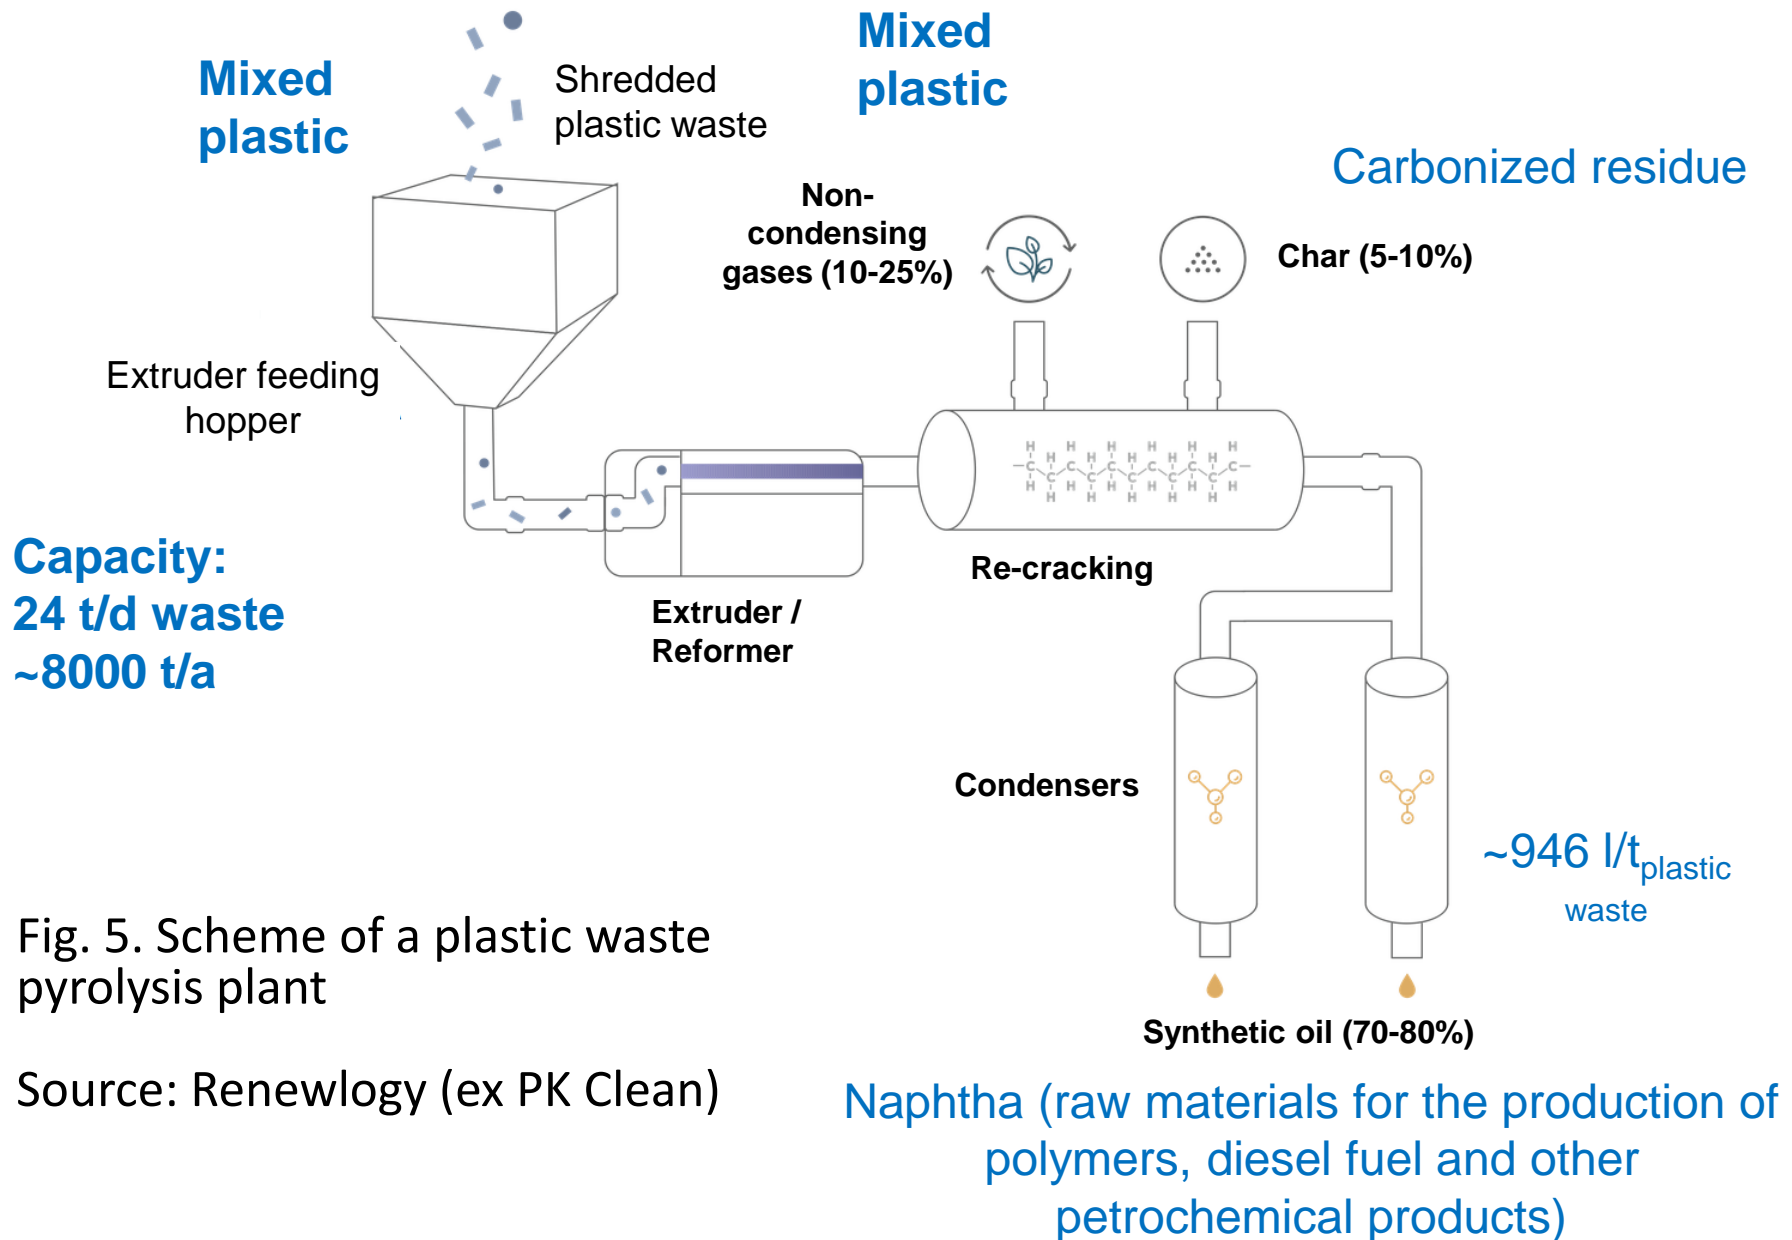 Mixed
plastic
Shredded
plastic waste
Mixed
plastic
Carbonized residue
Non-
condensing
gases (10-25%)
Char (5-10%)
Extruder feeding
hopper
H H H H H H
H H H H H
–C C C C C C C C C C C–
H H H H H H
H H H H H
Capacity:
24 t/d waste
~8000 t/a
Re-cracking
Extruder /
Reformer
Condensers
~946 l/tplastic
waste
Fig. 5. Scheme of a plastic waste
pyrolysis plant
Synthetic oil (70-80%)
Source: Renewlogy (ex PK Clean)
Naphtha (raw materials for the production of
polymers, diesel fuel and other
petrochemical products)